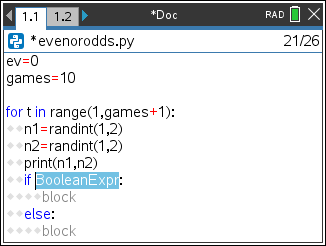 1.1 1.2 *Doc RAD
*evenorodds.py 21/26
ev=0
games=10
for t in range(1,games+1):
n1=randint(1,2)
n2=randint(1,2)
print(n1,n2)
if BooleanExpr:
block
else:
block